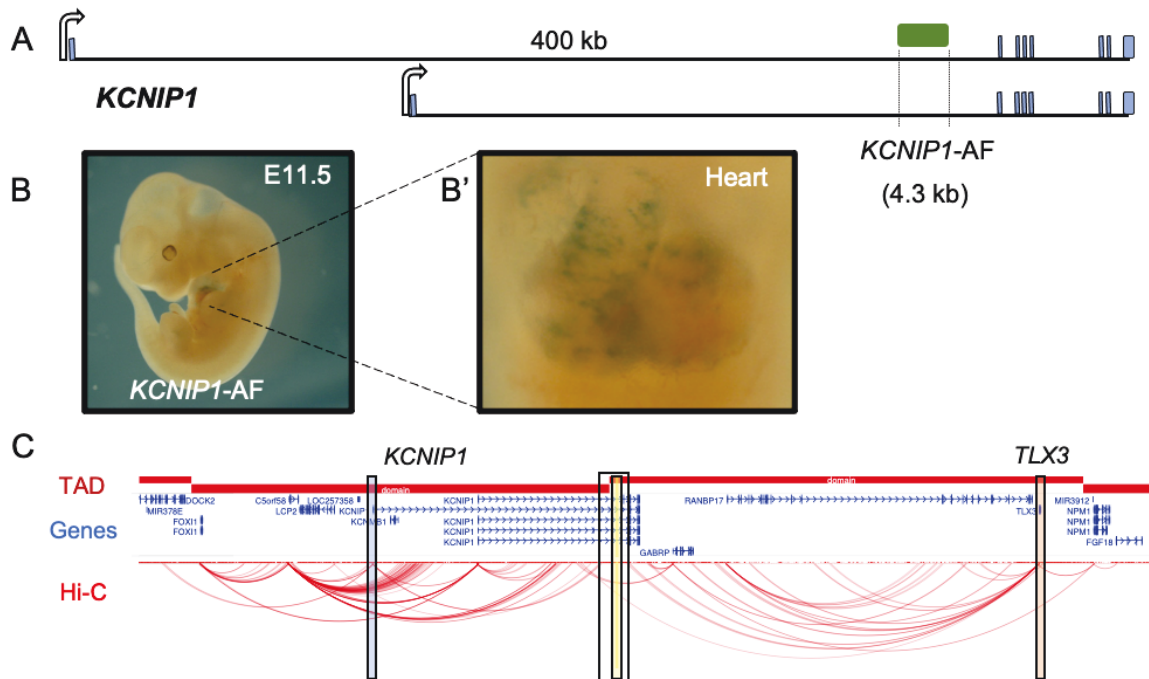 A
400 kb
KCNIP1
KCNIP1-AF
(4.3 kb)
B
E11.5
KCNIP1-AF
B'
Heart
C
KCNIP1
TLX3
TAD
domain
domain
Genes
DOCK2
C5orf58
LOC257358
KCNIP1
RANBP17
MIR3912
MIR378E
LCP2
KCNIP
TLX3
NPM1
FOXI1
KCNMB1
KCNIP1
NPM1
FOXI1
KCNIP1
NPM1
KCNIP1
GABRP
FGF18
Hi-C